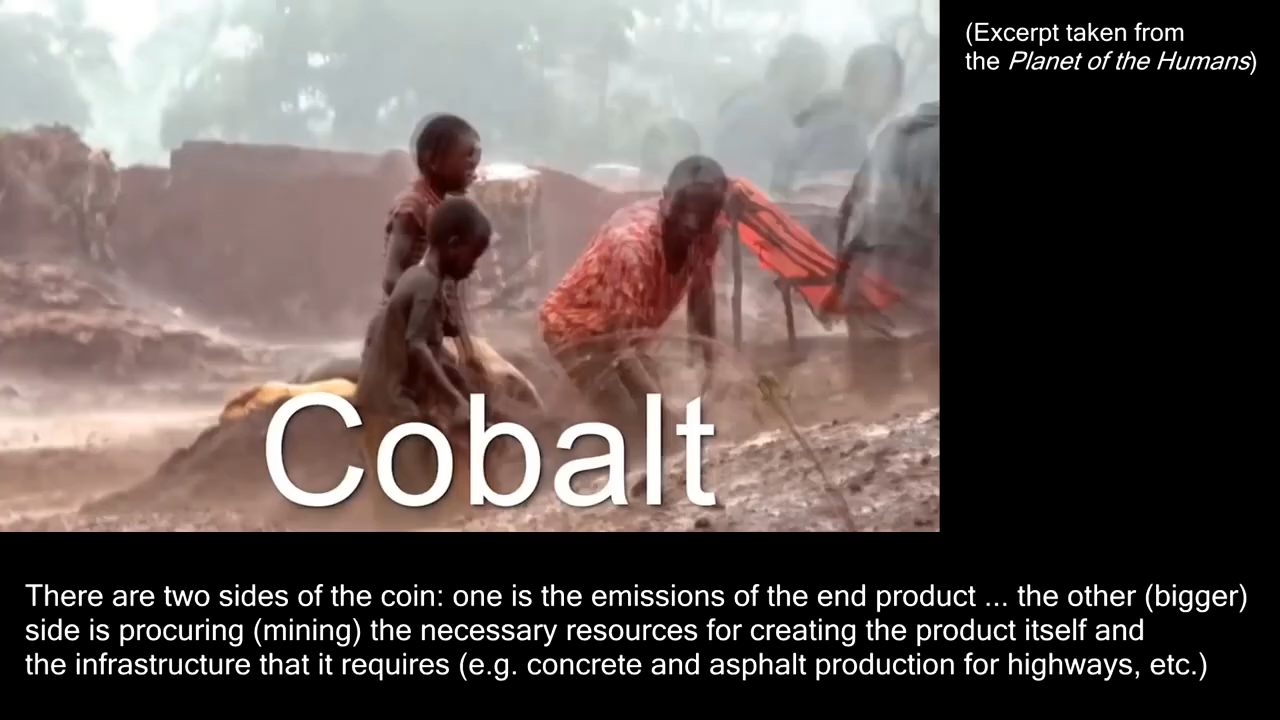 (Excerpt taken from
the Planet of the Humans)
Cobalt
There are two sides of the coin: one is the emissions of the end product ... the other (bigger)
side is procuring (mining) the necessary resources for creating the product itself and
the infrastructure that it requires (e.g. concrete and asphalt production for highways, etc.)